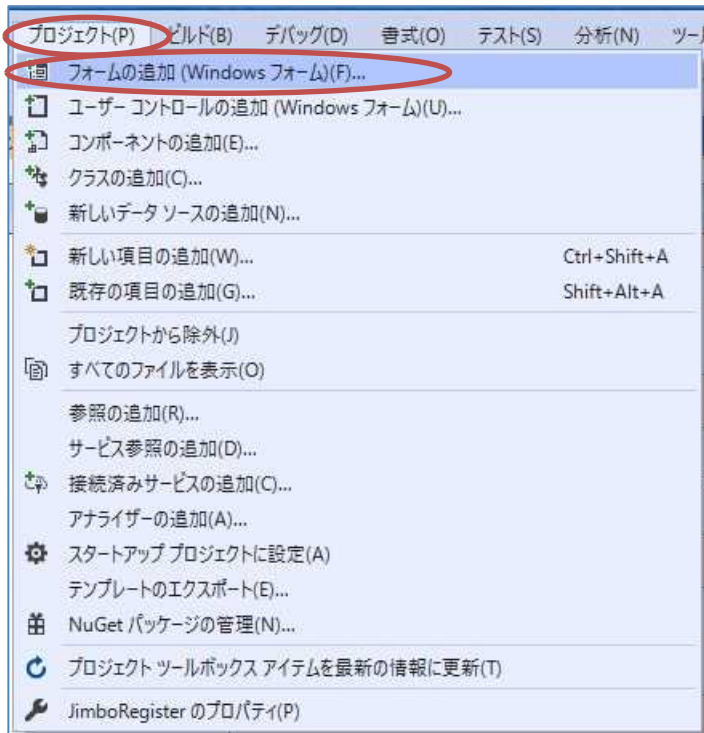 プロジェクト(P) ビルド(B) デバッグ(D) 書式(O) テスト(S) 分析(N) ツール
フォームの追加 (Windows フォーム)(F)...
ユーザー コントロールの追加 (Windows フォーム)(U)...
コンポーネントの追加(E)...
クラスの追加(C)...
新しいデータ ソースの追加(N)...
新しい項目の追加(W)... Ctrl+Shift+A
既存の項目の追加(G)... Shift+Alt+A
プロジェクトから除外(J)
すべてのファイルを表示(O)
参照の追加(R)...
サービス参照の追加(D)...
接続済みサービスの追加(C)...
アナライザーの追加(A)...
スタートアップ プロジェクトに設定(A)
テンプレートのエクスポート(E)...
NuGet パッケージの管理(N)...
プロジェクト ツールボックス アイテムを最新の情報に更新(T)
JimboRegister のプロパティ(P)